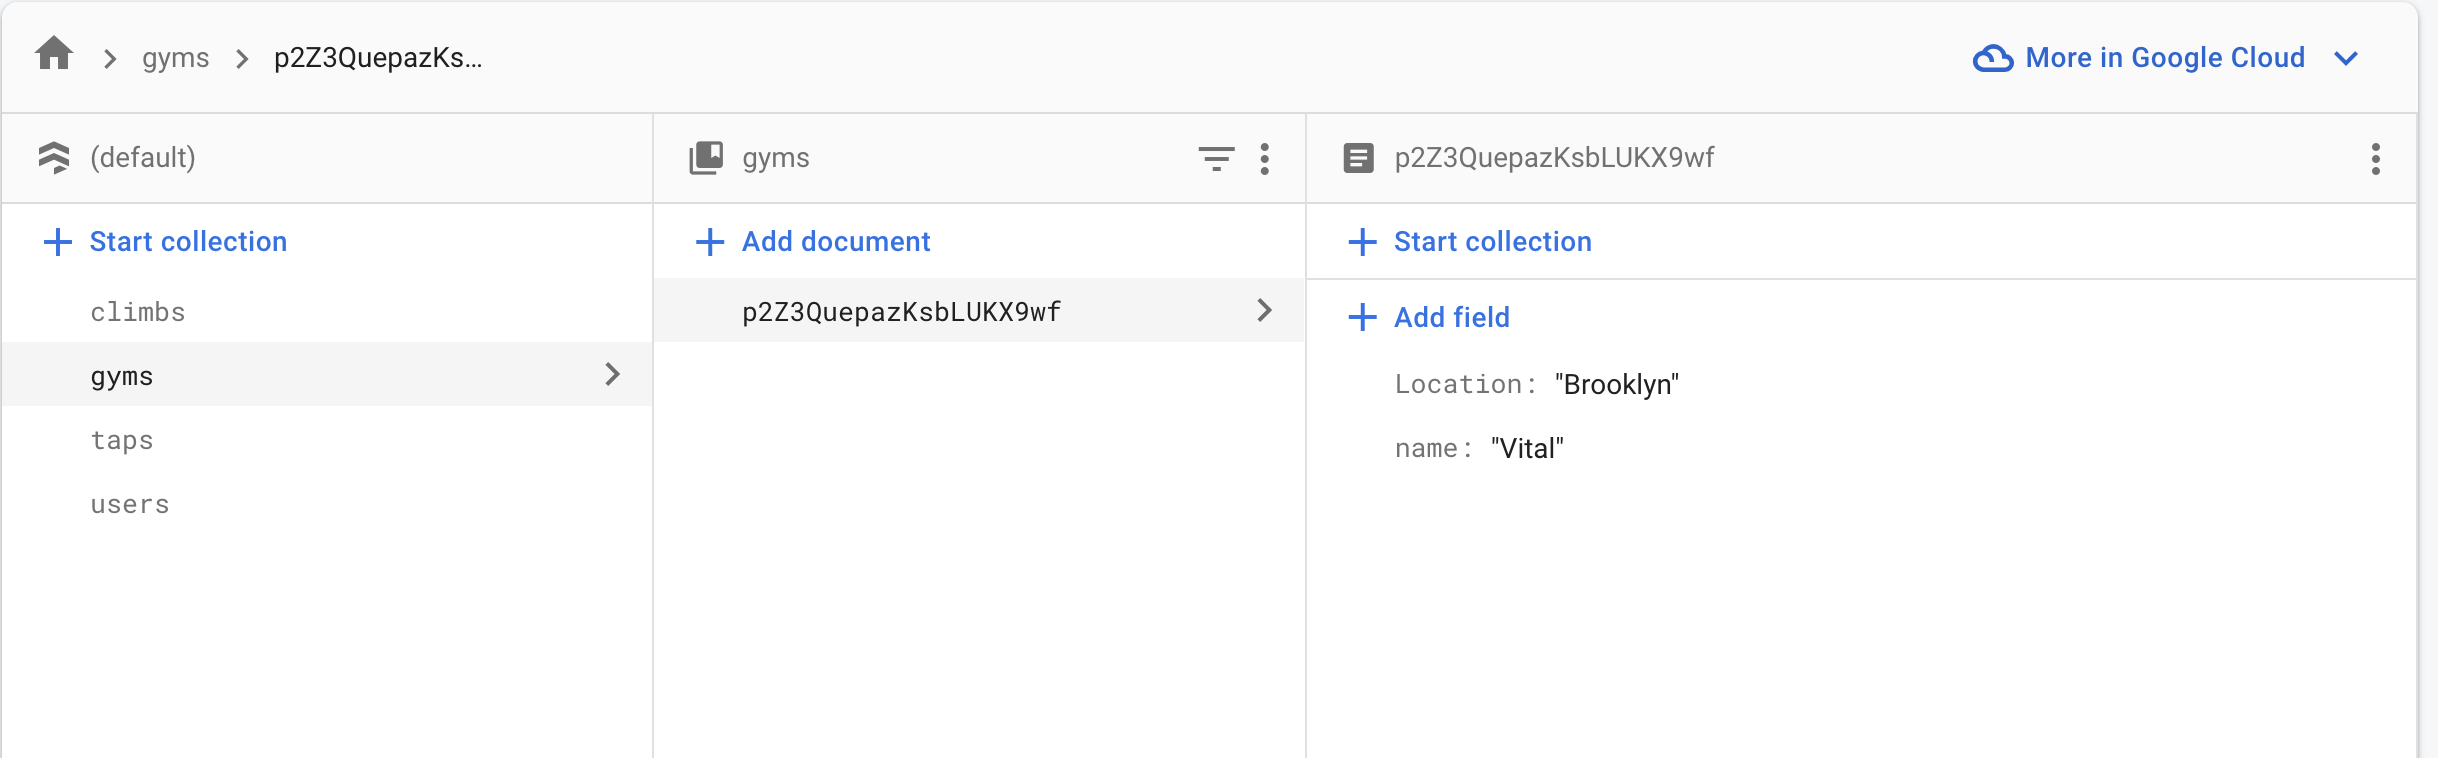 gyms
p2Z3QuepazKs...
More in Google Cloud
(default)
Start collection
climbs
gyms
taps
users
gyms
Add document
p2Z3QuepazKsbLUKX9wf
p2Z3QuepazKsbLUKX9wf
Start collection
Add field
Location: "Brooklyn"
name: "Vital"